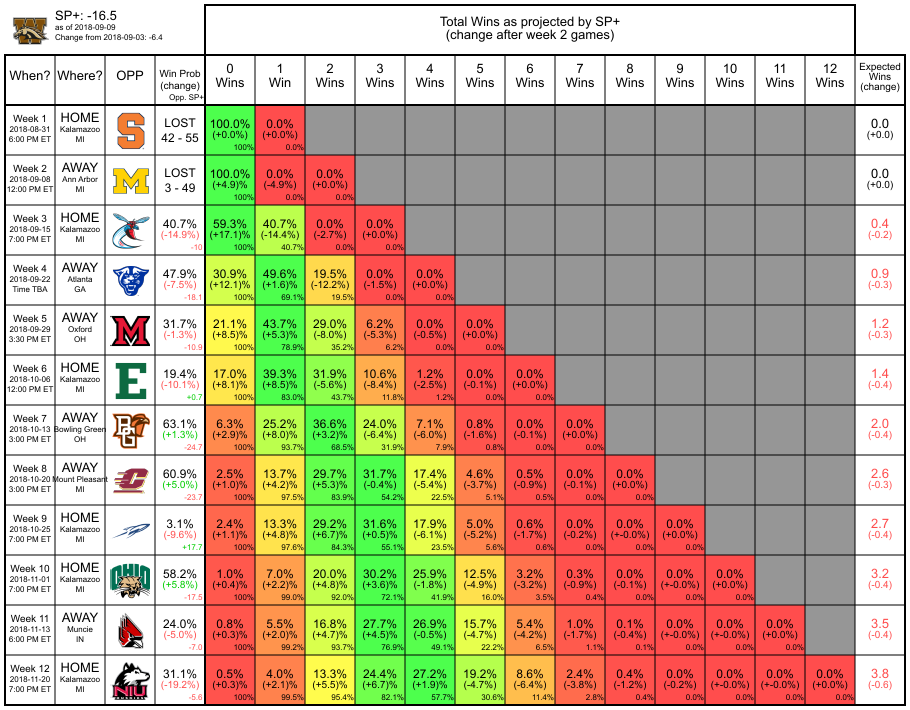 SP+: -16.5
as of 2018-09-09
Change from 2018-09-03: -6.4
Total Wins as projected by SP+
(change after week 2 games)
When? Where? OPP Win Prob (change) Opp. SP+ 0 Wins 1 Win 2 Wins 3 Wins 4 Wins 5 Wins 6 Wins 7 Wins 8 Wins 9 Wins 10 Wins 11 Wins 12 Wins Expected Wins (change)
Week 1 HOME S LOST 100.0% 0.0% 0.0
2018-08-31 Kalamazoo 42 - 55 (+0.0%) (+0.0%) (+0.0)
6:00 PM ET MI 100% 0.0%
Week 2 AWAY M LOST 100.0% 0.0% 0.0% 0.0
2018-09-08 Ann Arbor 3 - 49 (+4.9)% (-4.9% (+0.0%) (+0.0)
12:00 PM ET MI 100% 0.0% 0.0%
Week 3 HOME 40.7% 59.3% 40.7% 0.0% 0.0% 0.4
2018-09-15 Kalamazoo (-14.9%) (+17.1)% (-14.4% (-2.7% (+0.0%) (-0.2)
7:00 PM ET MI -10 100% 40.7% 0.0% 0.0%
Week 4 AWAY 47.9% 30.9% 49.6% 19.5% 0.0% 0.0% 0.9
2018-09-22 Atlanta (-7.5%) (+12.1)% (+1.6)% (-12.2% (-1.5% (+0.0%) (-0.3)
Time TBA GA -18.1 100% 69.1% 19.5% 0.0% 0.0%
Week 5 AWAY M 31.7% 21.1% 43.7% 29.0% 6.2% 0.0% 0.0% 1.2
2018-09-29 Oxford (-1.3%) (+8.5)% (+5.3)% (-8.0% (-5.3% (-0.5% (+0.0%) (-0.3)
3:30 PM ET OH -10.9 100% 78.9% 35.2% 6.2% 0.0% 0.0%
Week 6 HOME E 19.4% 17.0% 39.3% 31.9% 10.6% 1.2% 0.0% 0.0% 1.4
2018-10-06 Kalamazoo (-10.1%) (+8.1)% (+8.5)% (-5.6% (-8.4% (-2.5% (-0.1% (+0.0%) (-0.4)
12:00 PM ET MI +0.7 100% 83.0% 43.7% 11.8% 1.2% 0.0% 0.0%
Week 7 AWAY BG 63.1% 6.3% 25.2% 36.6% 24.0% 7.1% 0.8% 0.0% 0.0% 2.0
2018-10-13 Bowling Green (+1.3%) (+2.9)% (+8.0)% (+3.2)% (-6.4% (-6.0% (-1.6% (-0.1% (+0.0%) (-0.4)
3:00 PM ET OH -24.7 100% 93.7% 68.5% 31.9% 7.9% 0.8% 0.0% 0.0%
Week 8 AWAY C 60.9% 2.5% 13.7% 29.7% 31.7% 17.4% 4.6% 0.5% 0.0% 0.0% 2.6
2018-10-20 Mount Pleasant (+5.0%) (+1.0)% (+4.2)% (+5.3)% (-0.4% (-5.4% (-3.7% (-0.9% (-0.1% (+0.0%) (-0.3)
3:00 PM ET MI -23.7 100% 97.5% 83.9% 54.2% 22.5% 5.1% 0.5% 0.0% 0.0%
Week 9 HOME 3.1% 2.4% 13.3% 29.2% 31.6% 17.9% 5.0% 0.6% 0.0% 0.0% 0.0% 2.7
2018-10-25 Kalamazoo (-9.6%) (+1.1)% (+4.8)% (+6.7)% (+0.5)% (-6.1% (-5.2% (-1.7% (-0.2% (+-0.0% (+0.0%) (-0.4)
7:00 PM ET MI +17.7 100% 97.6% 84.3% 55.1% 23.5% 5.6% 0.6% 0.0% 0.0% 0.0%
Week 10 HOME OHIO 58.2% 1.0% 7.0% 20.0% 30.2% 25.9% 12.5% 3.2% 0.3% 0.0% 0.0% 0.0% 3.2
2018-11-01 Kalamazoo (+5.8%) (+0.4)% (+2.2)% (+4.8)% (+3.6)% (-1.8% (-4.9% (-3.2% (-0.9% (-0.1% (+-0.0% (+0.0%) (-0.4)
7:00 PM ET MI -17.5 100% 99.0% 92.0% 72.1% 41.9% 16.0% 3.5% 0.4% 0.0% 0.0% 0.0%
Week 11 AWAY 24.0% 0.8% 5.5% 16.8% 27.7% 26.9% 15.7% 5.4% 1.0% 0.1% 0.0% 0.0% 0.0% 3.5
2018-11-13 Muncie (-5.0%) (+0.3)% (+2.0)% (+4.7)% (+4.5)% (-0.5% (-4.7% (-4.2% (-1.7% (-0.4% (+-0.0% (+-0.0% (+0.0%) (-0.4)
6:00 PM ET IN -7.0 100% 99.2% 93.7% 76.9% 49.1% 22.2% 6.5% 1.1% 0.1% 0.0% 0.0% 0.0%
Week 12 HOME NIU 31.1% 0.5% 4.0% 13.3% 24.4% 27.2% 19.2% 8.6% 2.4% 0.4% 0.0% 0.0% 0.0% 0.0% 3.8
2018-11-20 Kalamazoo (-19.2%) (+0.3)% (+2.1)% (+5.5)% (+6.7)% (+1.9)% (-4.7% (-6.4% (-3.8% (-1.2% (-0.2% (+-0.0% (+-0.0% (+0.0%) (-0.6)
7:00 PM ET MI -5.6 100% 99.5% 95.4% 82.1% 57.7% 30.6% 11.4% 2.8% 0.4% 0.0% 0.0% 0.0% 0.0%